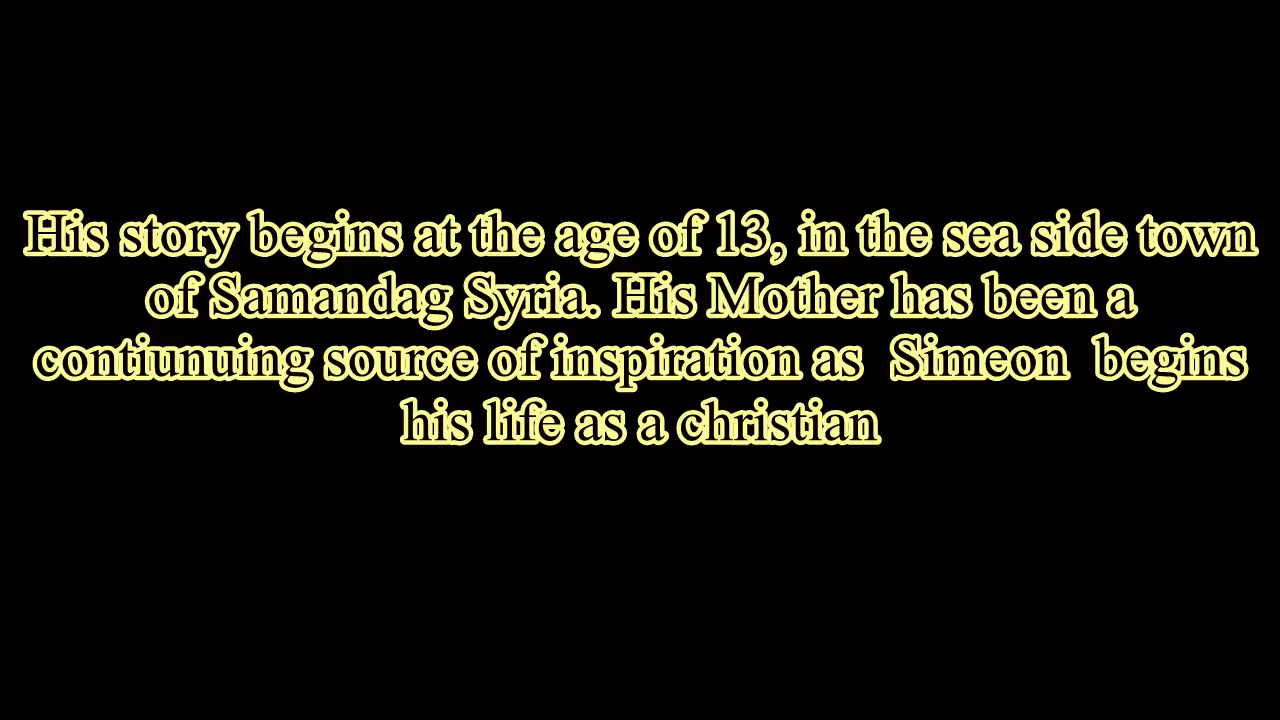 His story begins at the age of 13, in the sea side town
of Samandag Syria. His Mother has been a
contiunuing source of inspiration as  Simeon  begins
his life as a christian